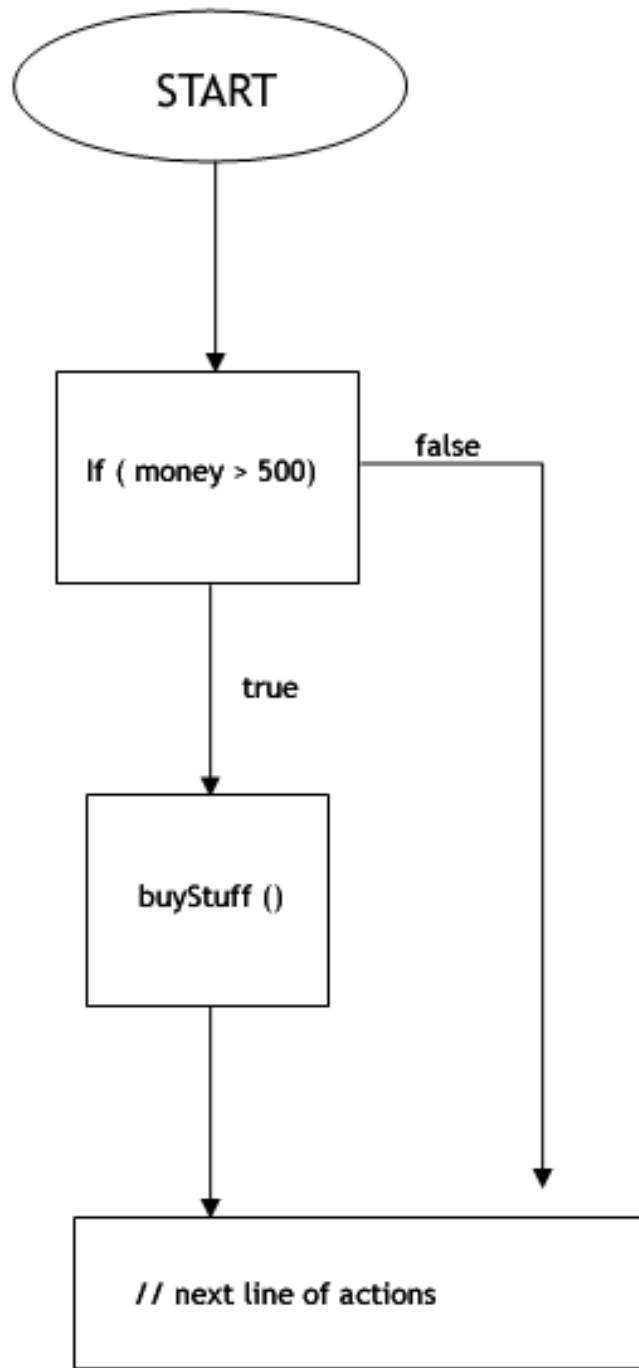 START
If ( money > 500)
false
true
buyStuff ()
// next line of actions